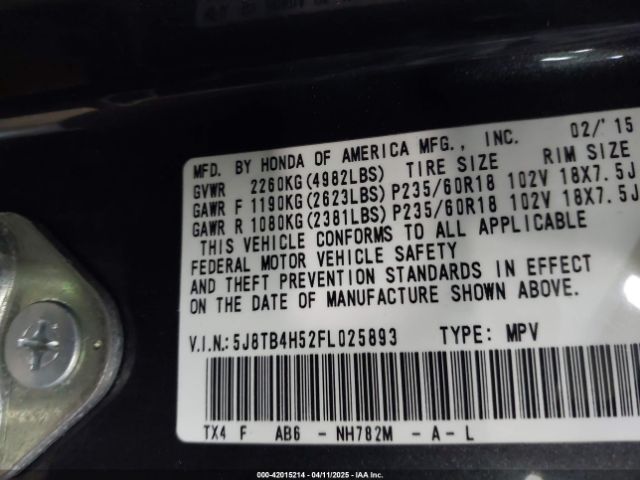 MFD. BY HONDA OF AMERICA MFG., INC. 02/'15
GVWR 2260KG(4982LBS) TIRE SIZE RIM SIZE
GAWR F 1190KG(2623LBS) P235/60R18 102V 18X7.5J
GAWR R 1080KG(2381LBS) P235/60R18 102V 18X7.5J
THIS VEHICLE CONFORMS TO ALL APPLICABLE
FEDERAL MOTOR VEHICLE SAFETY
AND THEFT PREVENTION STANDARDS IN EFFECT
ON THE DATE OF MANUFACTURE SHOWN ABOVE.
V.I.N.: 5J8TB4H52FL025893 TYPE: MPV
TX4 F AB6 - NH782M - A - L
000-42015214 - 04/11/2025 - IAAI.COM